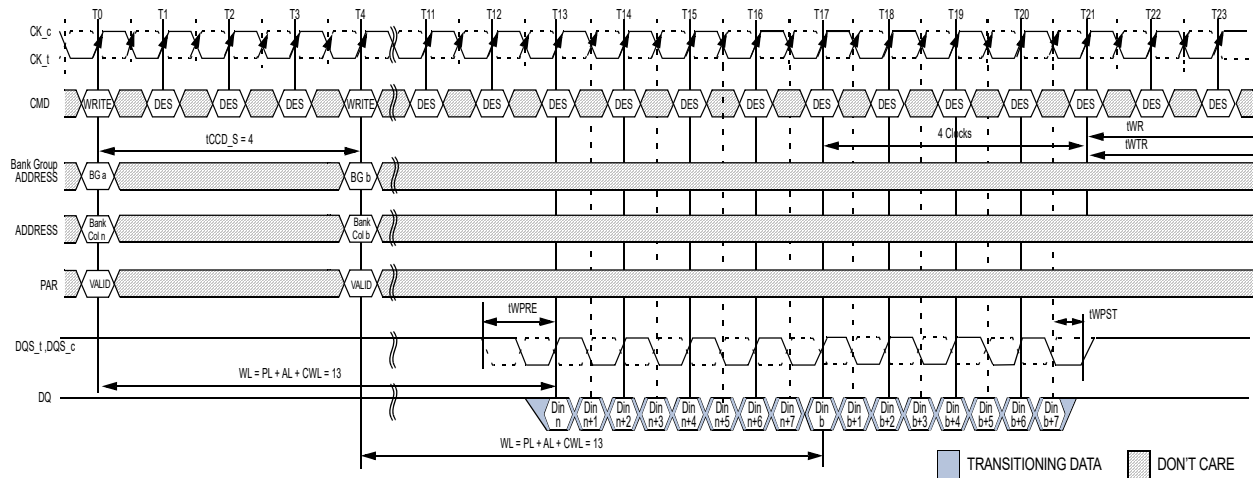 T0 T1 T2 T3 T4 T11 T12 T13 T14 T15 T16 T17 T18 T19 T20 T21 T22 T23
CK_c
CK_t
CMD WRITE DES DES DES WRITE DES DES DES DES DES DES DES DES DES DES DES DES DES
tCCD_S = 4
4 Clocks
tWR
tWTR
Bank Group
ADDRESS
BG a
BG b
ADDRESS
Bank
Col n
Bank
Col b
PAR VALID VALID
tWPRE
tWPST
DQS_t ,DQS_c
WL = PL + AL + CWL = 13
DQ
Din Din Din Din Din Din Din Din Din Din Din Din Din Din Din Din
n n+1 n+2 n+3 n+4 n+5 n+6 n+7 b b+1 b+2 b+3 b+4 b+5 b+6 b+7
WL = PL + AL + CWL = 13
TRANSITIONING DATA
DON'T CARE